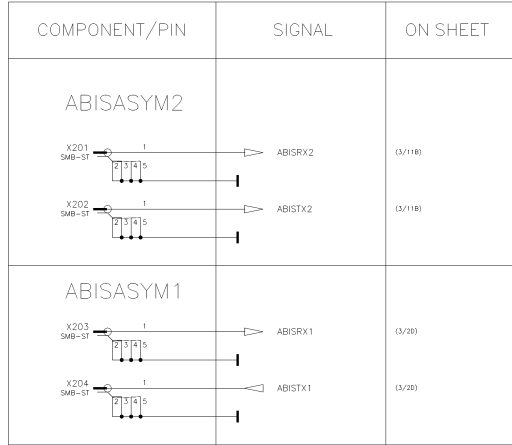 COMPONENT/PIN SIGNAL ON SHEET
ABISASYM2
X201 1
SMB-ST ABISRX2 (3/11B)
2 3 4 5
X202 1
SMB-ST ABISTX2 (3/11B)
2 3 4 5
ABISASYM1
X203 1
SMB-ST ABISRX1 (3/2D)
2 3 4 5
X204 1
SMB-ST ABISTX1 (3/2D)
2 3 4 5